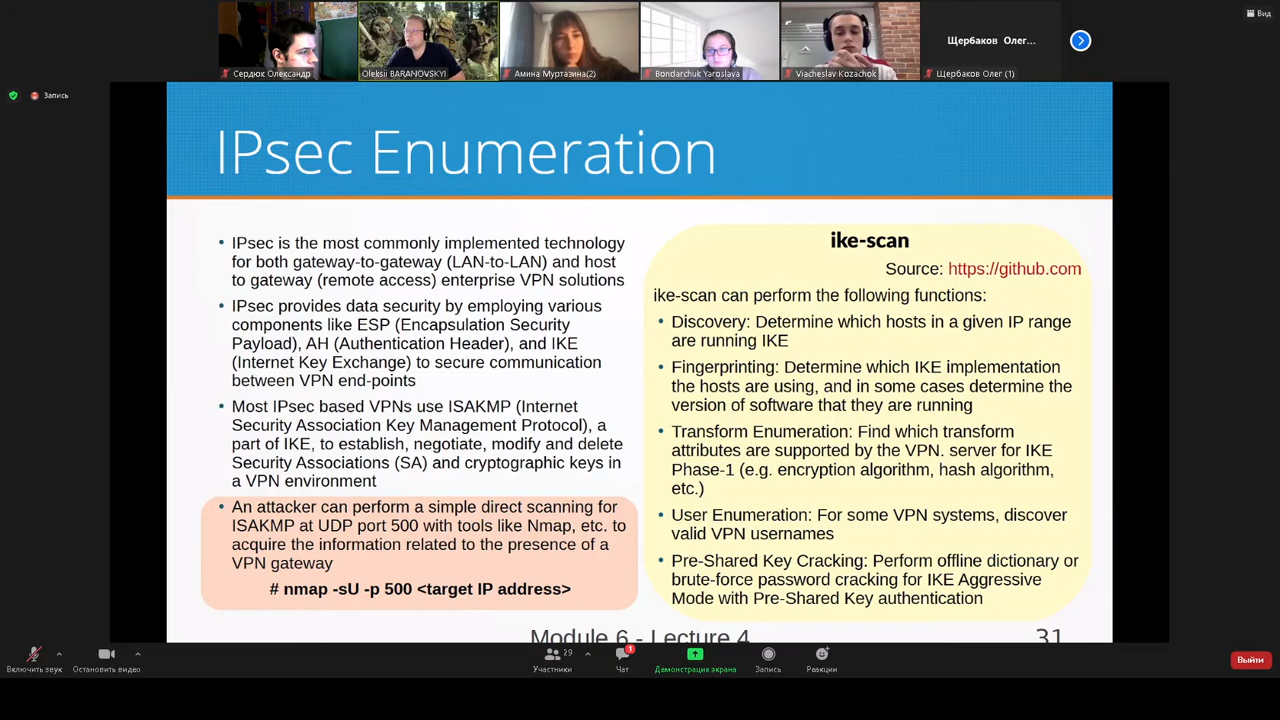 Вид
Сердюк Олександр
Oleksii BARANOVSKYI
Амина Муртазина(2)
Bondarchuk Yaroslava
Viacheslav Kozachok
Щербаков Олег...
Щербаков Олег (1)
Запись
IPsec Enumeration
• IPsec is the most commonly implemented technology
for both gateway-to-gateway (LAN-to-LAN) and host
to gateway (remote access) enterprise VPN solutions
• IPsec provides data security by employing various
components like ESP (Encapsulation Security
Payload), AH (Authentication Header), and IKE
(Internet Key Exchange) to secure communication
between VPN end-points
• Most IPsec based VPNs use ISAKMP (Internet
Security Association Key Management Protocol), a
part of IKE, to establish, negotiate, modify and delete
Security Associations (SA) and cryptographic keys in
a VPN environment
• An attacker can perform a simple direct scanning for
ISAKMP at UDP port 500 with tools like Nmap, etc. to
acquire the information related to the presence of a
VPN gateway
# nmap -sU -p 500 <target IP address>
ike-scan
Source: https://github.com
ike-scan can perform the following functions:
• Discovery: Determine which hosts in a given IP range
are running IKE
• Fingerprinting: Determine which IKE implementation
the hosts are using, and in some cases determine the
version of software that they are running
• Transform Enumeration: Find which transform
attributes are supported by the VPN. server for IKE
Phase-1 (e.g. encryption algorithm, hash algorithm,
etc.)
• User Enumeration: For some VPN systems, discover
valid VPN usernames
• Pre-Shared Key Cracking: Perform offline dictionary or
brute-force password cracking for IKE Aggressive
Mode with Pre-Shared Key authentication
Module 6 - Lecture 4
31
Включить звук
Остановить видео
29
Участники
1
Чат
Демонстрация экрана
Запись
Реакции
Выйти